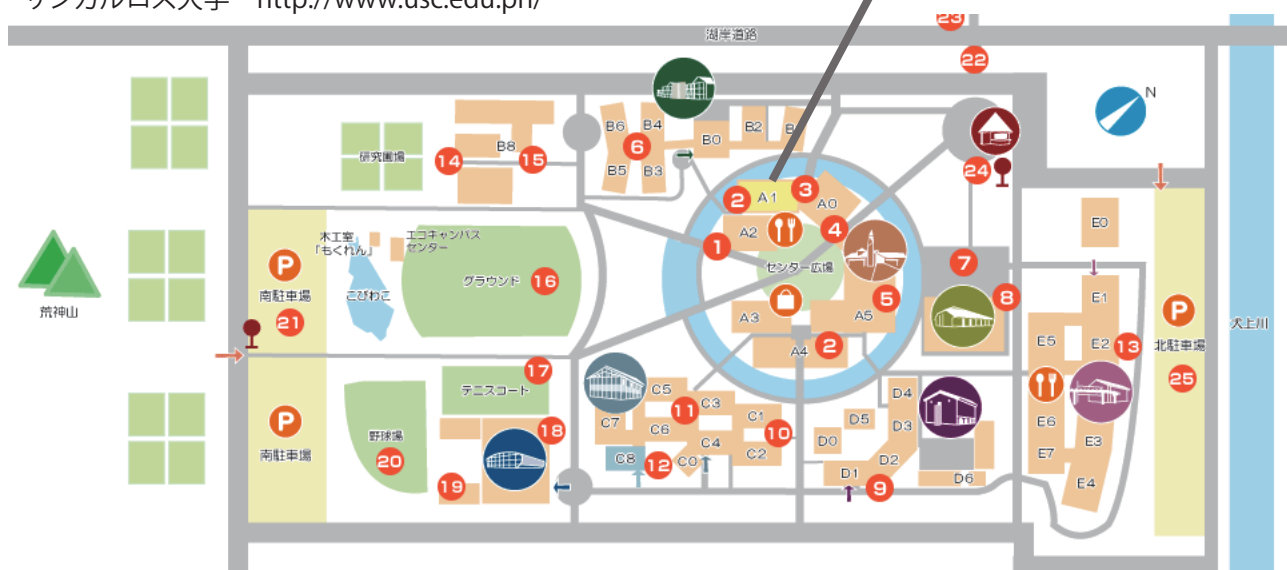 サンカルロス大学　http://www.usc.edu.ph/
湖岸道路
23
22
N
B6
B4
B0
B2
6
B5
B3
B8
14
15
研究圃場
24
2
A1
3
A0
4
1
A2
センター広場
7
5
8
A3
A5
A4
2
E0
E1
E5
E2
13
E6
E3
E7
E4
P
北駐車場
25
犬上川
荒神山
P
南駐車場
21
木工室
「もくれん」
エコキャンパス
センター
こびわこ
グラウンド
16
17
テニスコート
18
野球場
20
19
P
南駐車場
C5
11
C3
C1
C7
C6
10
C4
C2
C8
12
C0
D4
D5
D3
D0
D2
D1
9
D6